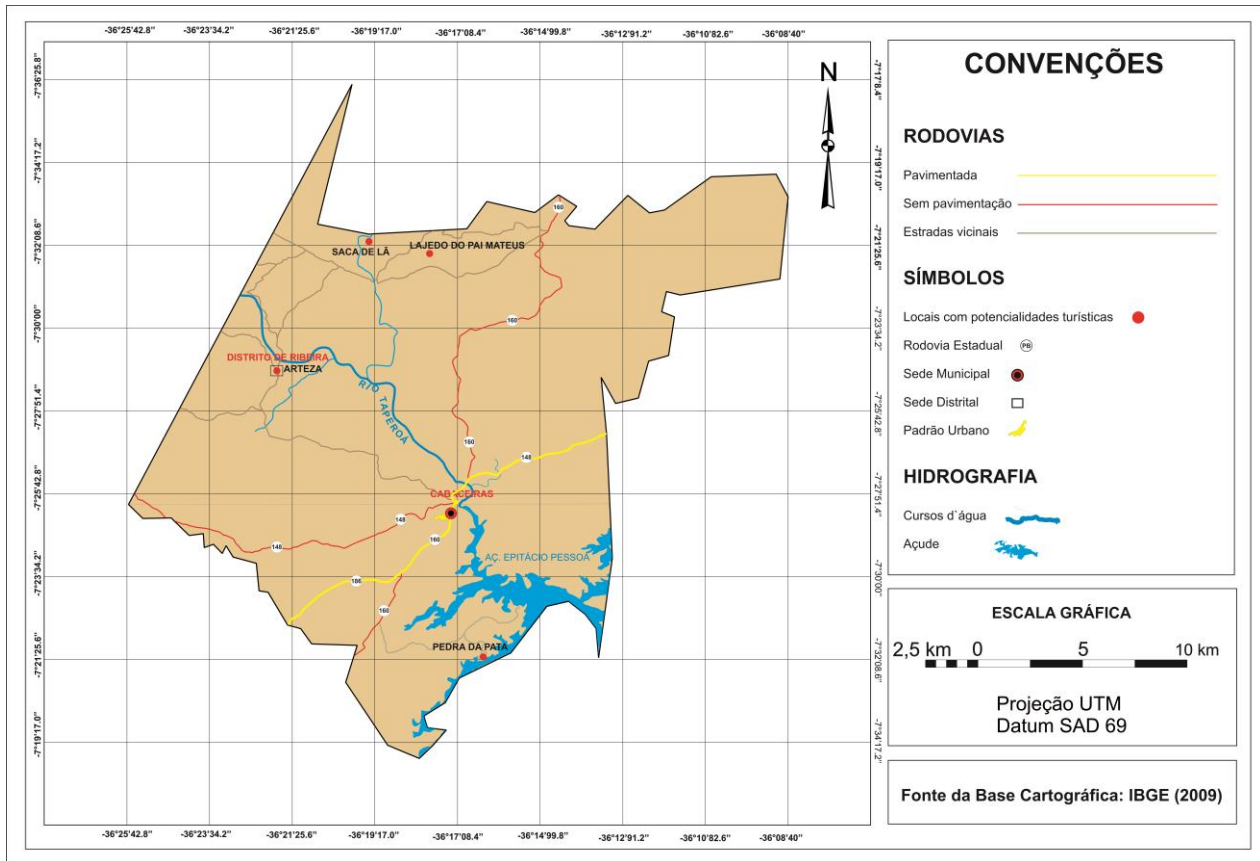 -36°25'42.8'' -36°23'34.2'' -36°21'25.6'' -36°19'17.0'' -36°17'08.4'' -36°14'99.8'' -36°12'91.2'' -36°10'82.6'' -36°08'40''
-7°36'25.8''
-7°34'17.2''
-7°32'08.6''
-7°30'00''
-7°27'51.4''
-7°25'42.8''
-7°23'34.2''
-7°21'25.6''
-7°19'17.0''
N
160
SACA DE LÃ
LAJEDO DO PAI MATEUS
160
DISTRITO DE RIBEIRA
ARTEZA
RIO TAPEROÁ
160
148
CABACEIRAS
148
148
160
AÇ. EPITÁCIO PESSOA
186
160
PEDRA DA PATA
-7°17'8.4''
-7°19'17.0''
-7°21'25.6''
-7°23'34.2''
-7°25'42.8''
-7°27'51.4''
-7°30'00''
-7°32'08.6''
-7°34'17.2''
-36°25'42.8'' -36°23'34.2'' -36°21'25.6'' -36°19'17.0'' -36°17'08.4'' -36°14'99.8'' -36°12'91.2'' -36°10'82.6'' -36°08'40''
CONVENÇÕES
RODOVIAS
Pavimentada
Sem pavimentação
Estradas vicinais
SÍMBOLOS
Locais com potencialidades turísticas
Rodovia Estadual PB
Sede Municipal
Sede Distrital
Padrão Urbano
HIDROGRAFIA
Cursos d`água
Açude
ESCALA GRÁFICA
2,5 km 0 5 10 km
Projeção UTM
Datum SAD 69
Fonte da Base Cartográfica: IBGE (2009)